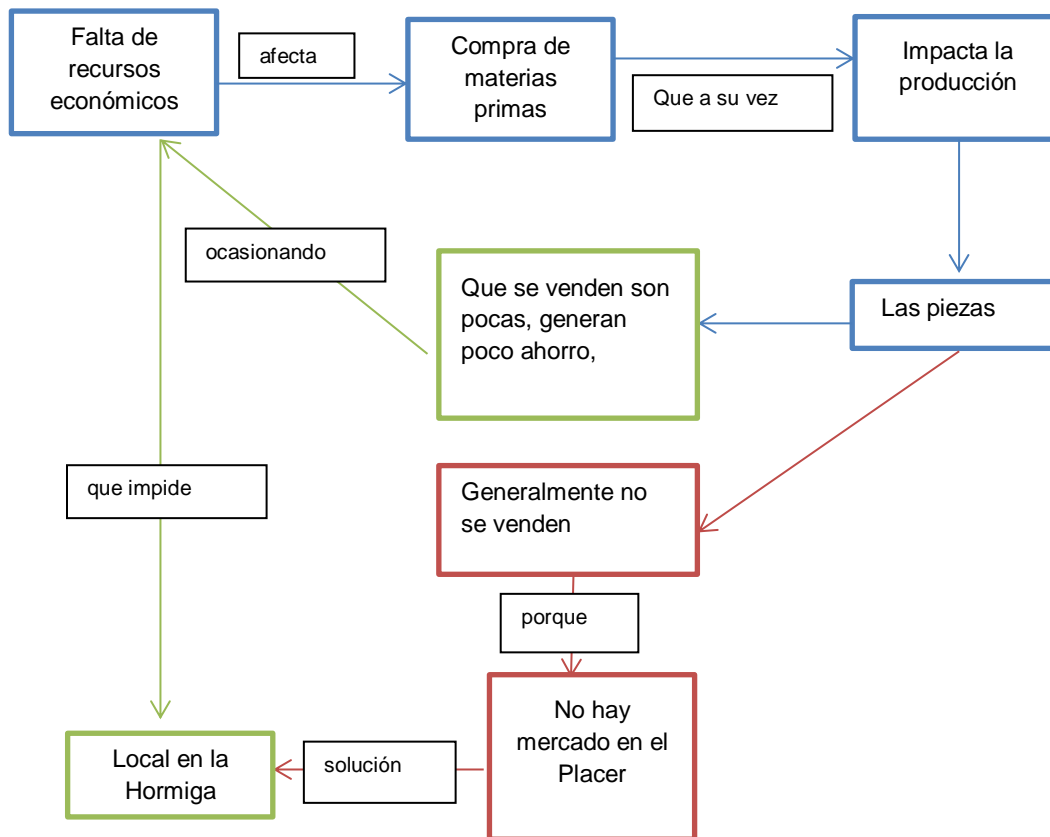 Falta de
recursos
económicos
afecta
Compra de
materias
primas
Que a su vez
Impacta la
producción
Las piezas
Que se venden son
pocas, generan
poco ahorro,
ocasionando
que impide
Generalmente no
se venden
porque
No hay
mercado en el
Placer
solución
Local en la
Hormiga